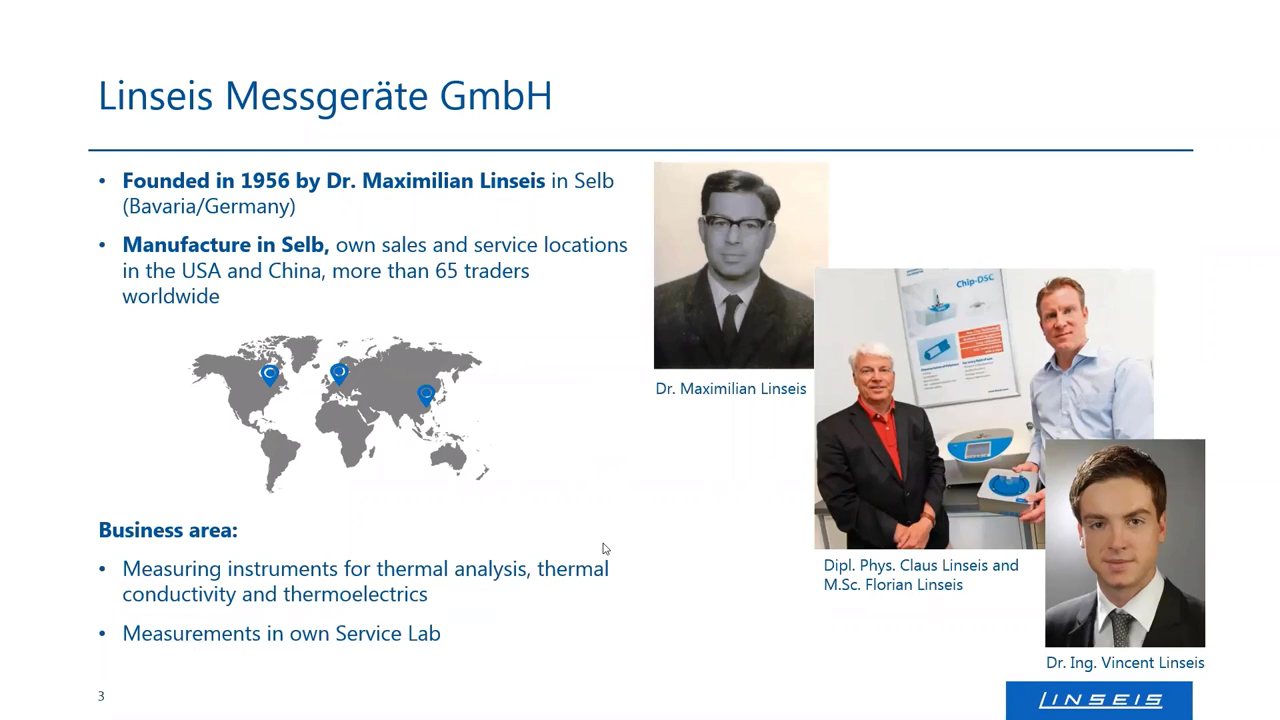 Linseis Messgeräte GmbH
• Founded in 1956 by Dr. Maximilian Linseis in Selb
(Bavaria/Germany)
• Manufacture in Selb, own sales and service locations
in the USA and China, more than 65 traders
worldwide
Business area:
• Measuring instruments for thermal analysis, thermal
conductivity and thermoelectrics
• Measurements in own Service Lab
Dr. Maximilian Linseis
Chip-DSC
Dipl. Phys. Claus Linseis and
M.Sc. Florian Linseis
Dr. Ing. Vincent Linseis
3
LINSEIS